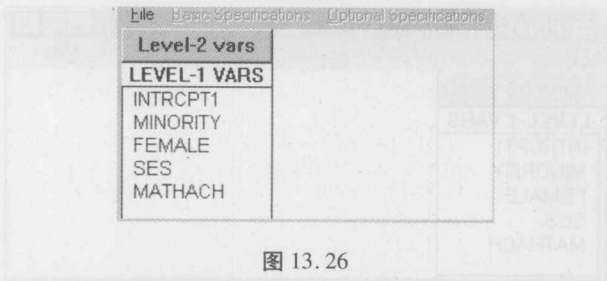 File Basic Specifications Optional Specifications
Level-2 vars
LEVEL-1 VARS
INTRCPT1
MINORITY
FEMALE
SES
MATHACH
图 13.26